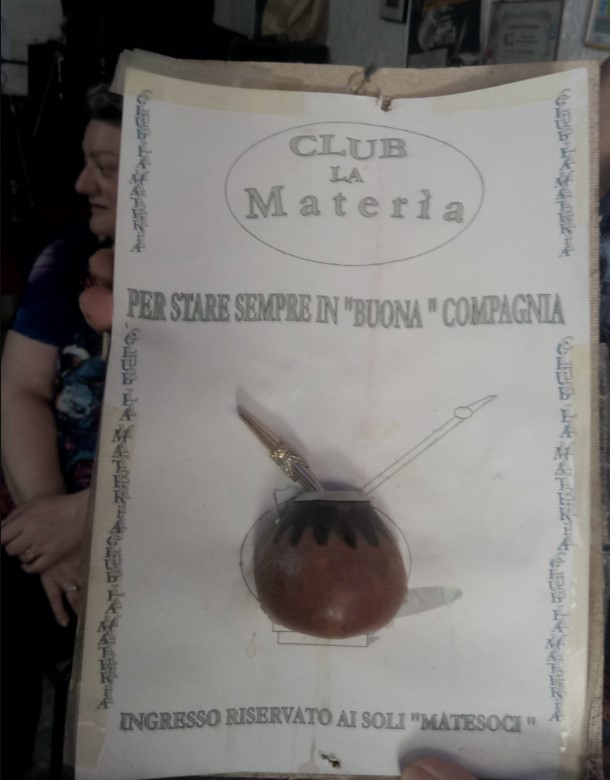 CLUB
LA
Materìa
PER STARE SEMPRE IN "BUONA " COMPAGNIA
CLUB LA MATERIA
CLUB LA MATERIA
CLUB LA MATERIA CLUB LA MATERIA
CLUB LA MATERIA CLUB LA MATERIA
INGRESSO RISERVATO AI SOLI "MATESOCI "